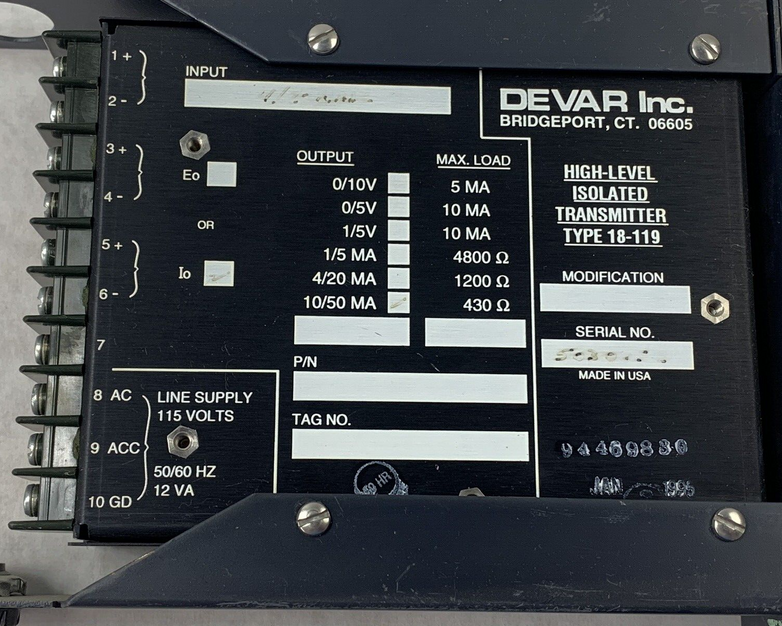 1 +
2 -
3 +
4 -
5 +
6 -
7
8 AC
9 ACC
10 GD
INPUT
Eo
OR
Io
LINE SUPPLY
115 VOLTS
50/60 HZ
12 VA
OUTPUT MAX. LOAD
0/10V 5 MA
0/5V 10 MA
1/5V 10 MA
1/5 MA 4800 Ω
4/20 MA 1200 Ω
10/50 MA 430 Ω
P/N
TAG NO.
HR
DEVAR Inc.
BRIDGEPORT, CT. 06605
HIGH-LEVEL
ISOLATED
TRANSMITTER
TYPE 18-119
MODIFICATION
SERIAL NO.
MADE IN USA
JAN 1995